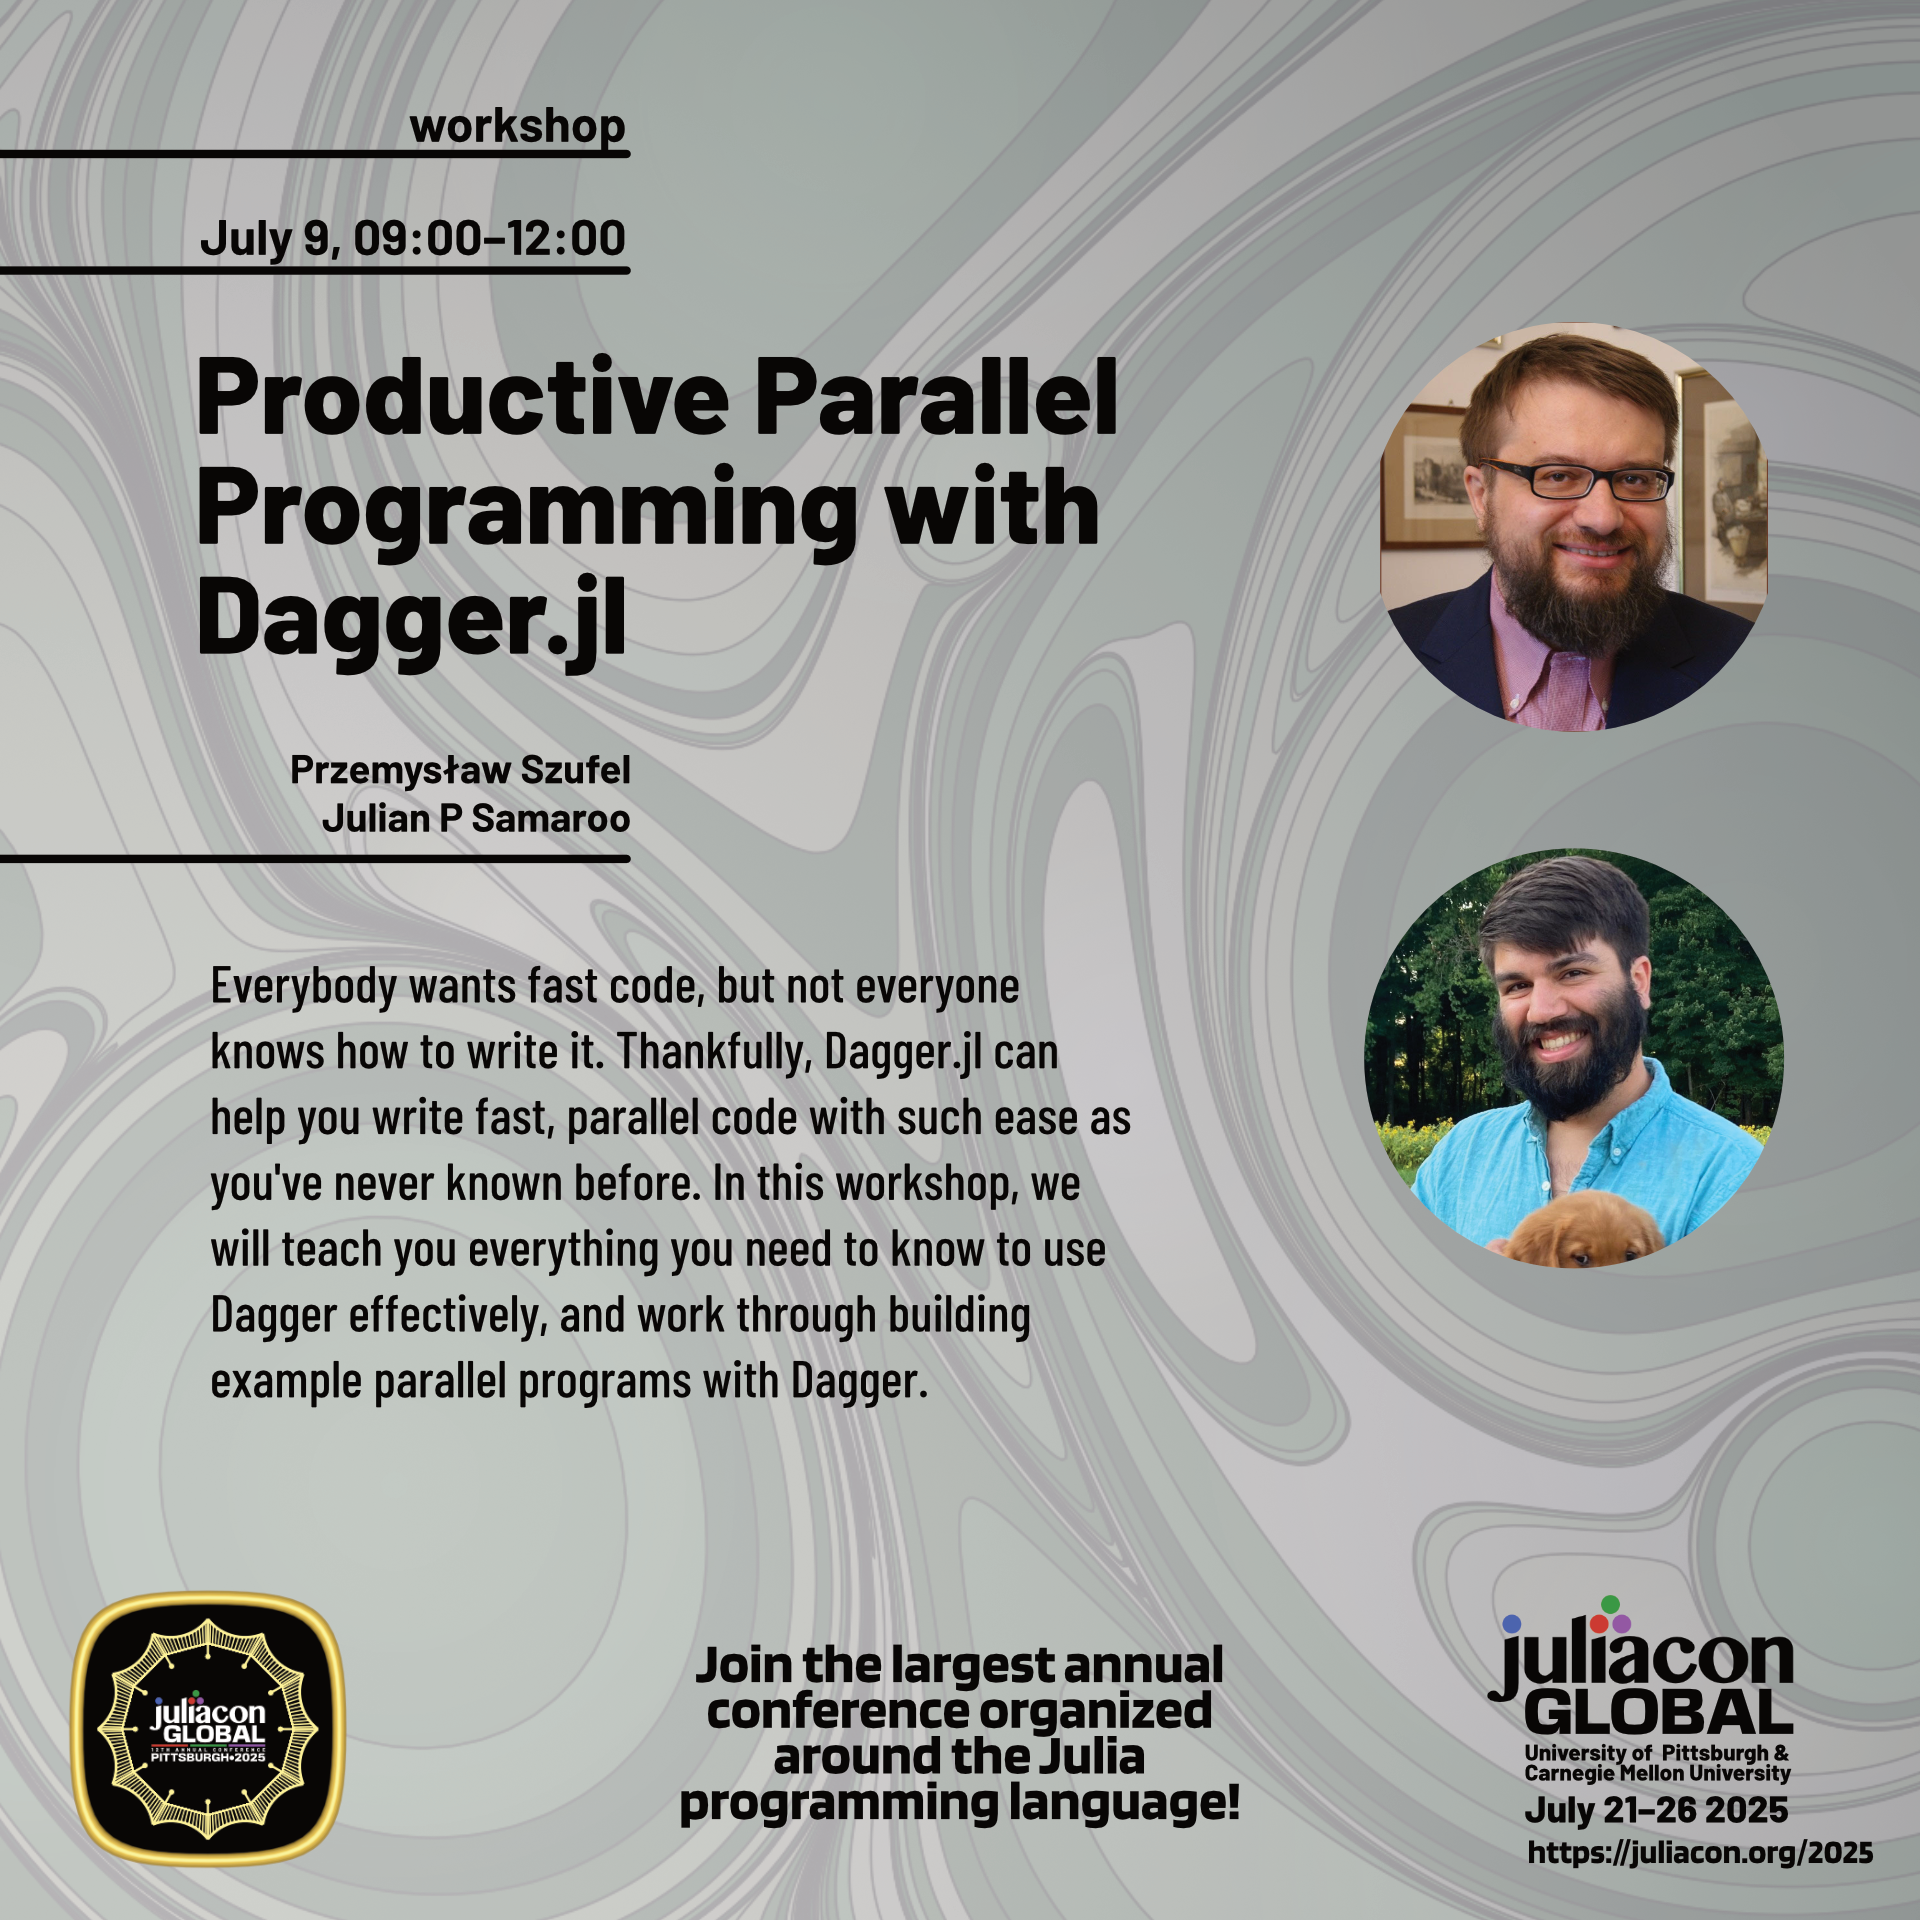 workshop
July 9, 09:00–12:00
Productive Parallel
Programming with
Dagger.jl
Przemysław Szufel
Julian P Samaroo
Everybody wants fast code, but not everyone
knows how to write it. Thankfully, Dagger.jl can
help you write fast, parallel code with such ease as
you've never known before. In this workshop, we
will teach you everything you need to know to use
Dagger effectively, and work through building
example parallel programs with Dagger.
juliacon
GLOBAL
12TH ANNUAL CONFERENCE
PITTSBURGH•2025
Join the largest annual
conference organized
around the Julia
programming language!
juliacon
GLOBAL
University of Pittsburgh &
Carnegie Mellon University
July 21–26 2025
https://juliacon.org/2025